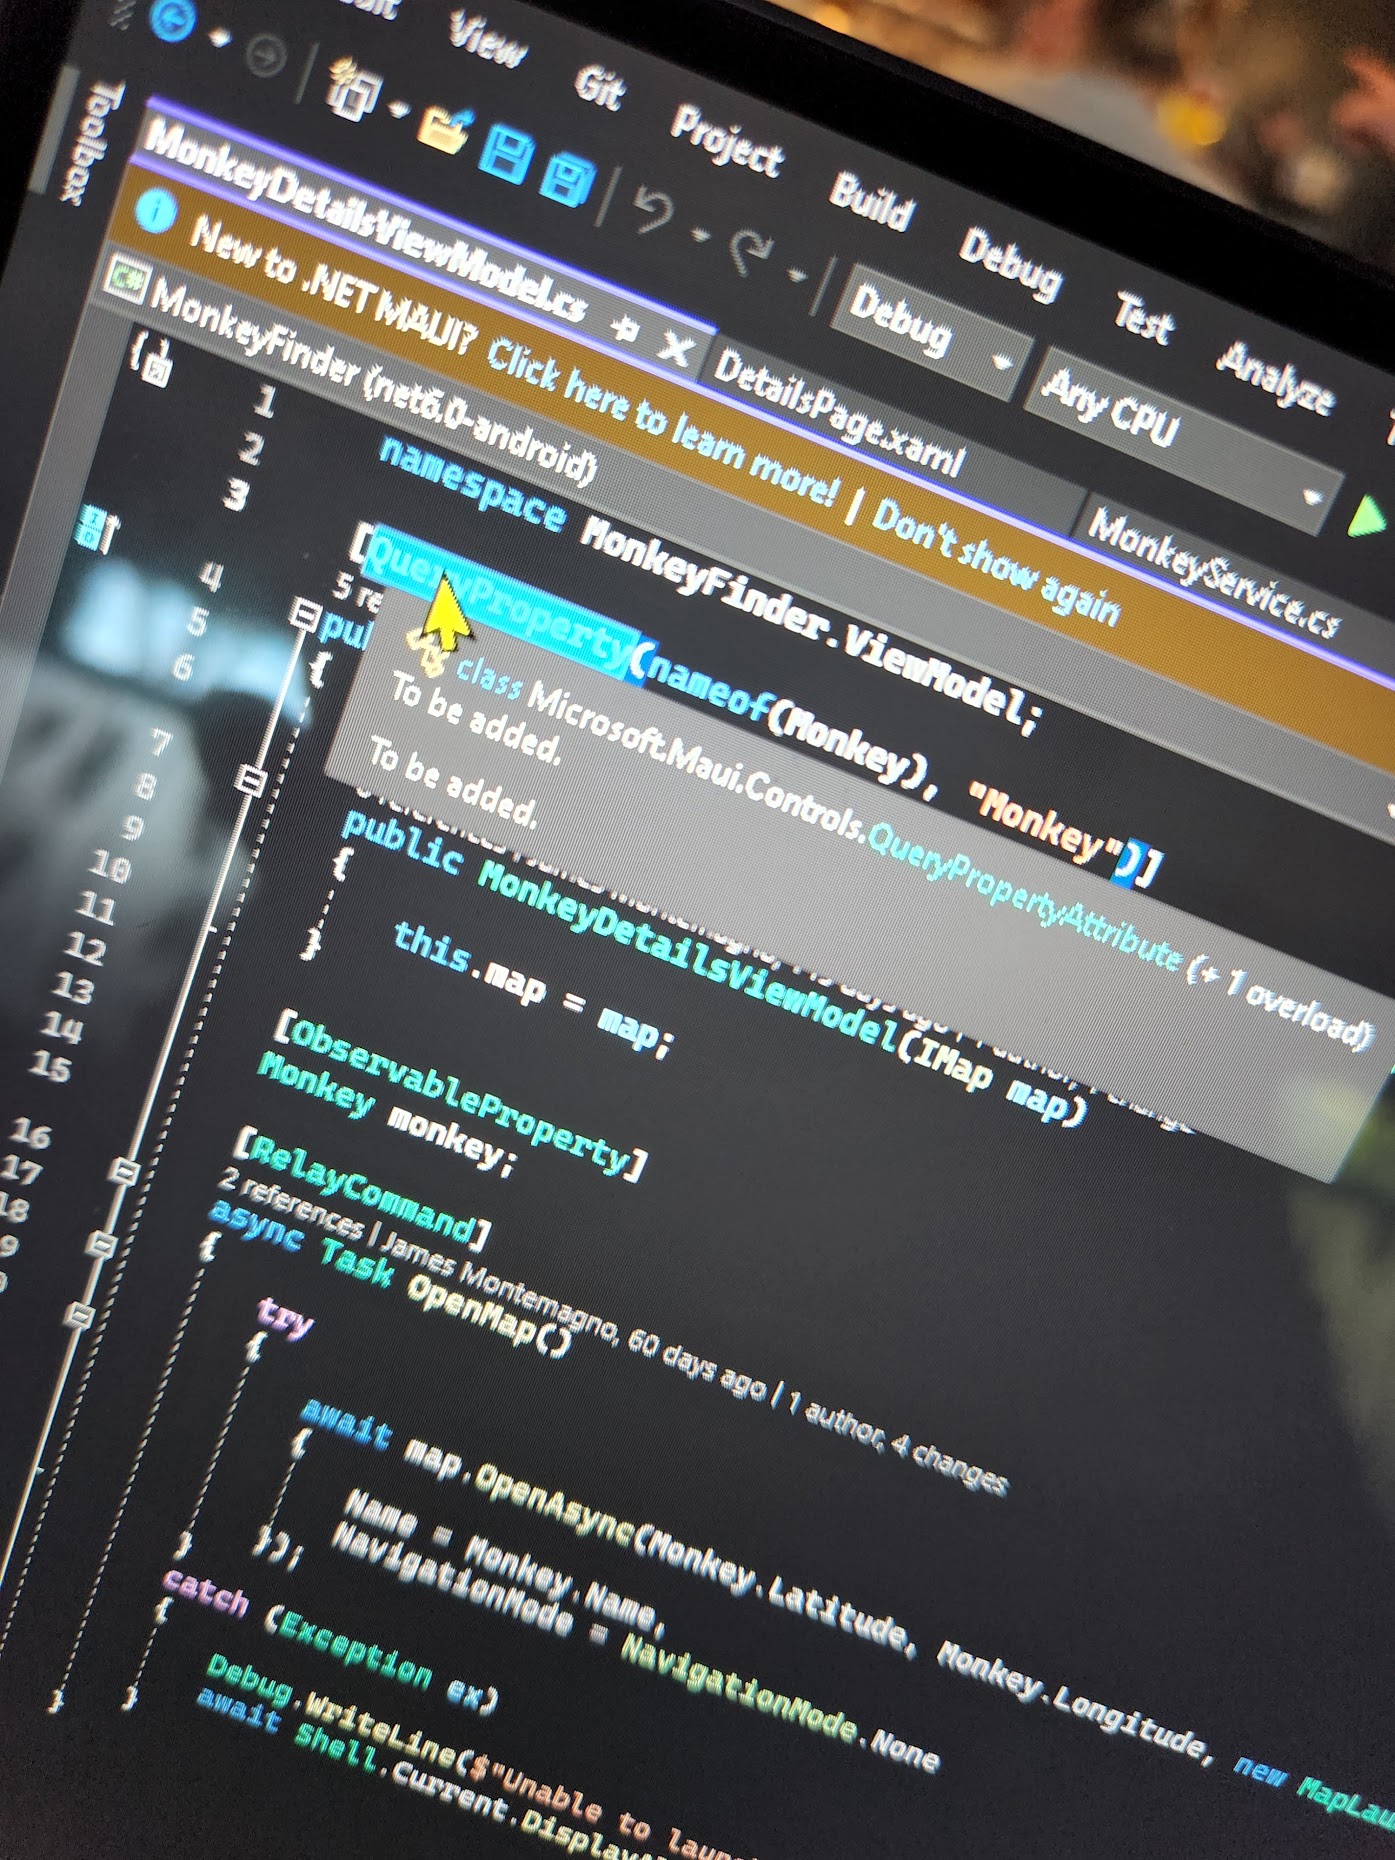 View Git Project Build Debug Test Analyze
Debug Any CPU
Toolbox
MonkeyDetailsViewModel.cs DetailsPage.xaml MonkeyService.cs
New to .NET MAUI? Click here to learn more! | Don't show again
C# MonkeyFinder (net6.0-android)
1
2
3
4
5
6
7
8
9
10
11
12
13
14
15
16
17
18
namespace MonkeyFinder.ViewModel;
[QueryProperty(nameof(Monkey), "Monkey")]
5 re
pu
{
class Microsoft.Maui.Controls.QueryPropertyAttribute (+ 1 overload)
To be added.
To be added.
public MonkeyDetailsViewModel(IMap map)
{
this.map = map;
}
[ObservableProperty]
Monkey monkey;
[RelayCommand]
2 references | James Montemagno, 60 days ago | 1 author, 4 changes
async Task OpenMap()
{
try
{
await map.OpenAsync(Monkey.Latitude, Monkey.Longitude, new MapLau
{
Name = Monkey.Name,
NavigationMode = NavigationMode.None
});
}
catch (Exception ex)
{
Debug.WriteLine($"Unable to laun
await Shell.Current.Display
}
}